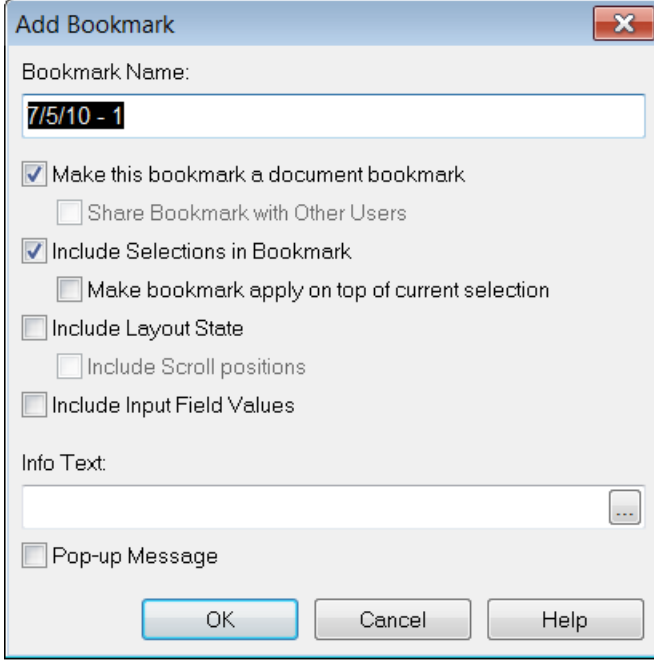 Add Bookmark
Bookmark Name:
7/5/10 - 1
Make this bookmark a document bookmark
Share Bookmark with Other Users
Include Selections in Bookmark
Make bookmark apply on top of current selection
Include Layout State
Include Scroll positions
Include Input Field Values
Info Text:
...
Pop-up Message
OK Cancel Help